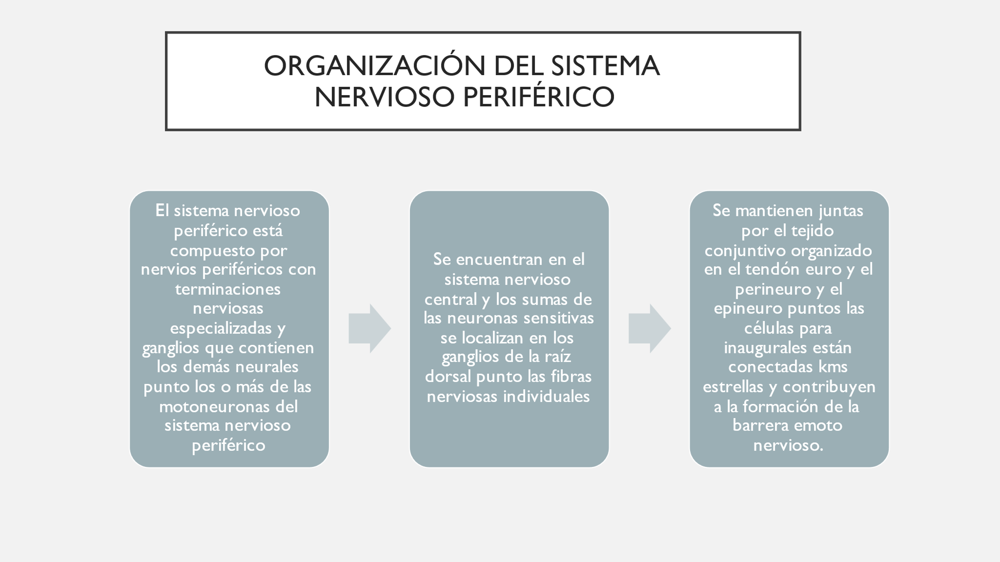 ORGANIZACIÓN DEL SISTEMA
NERVIOSO PERIFÉRICO
El sistema nervioso
periférico está
compuesto por
nervios periféricos con
terminaciones
nerviosas
especializadas y
ganglios que contienen
los demás neurales
punto los o más de las
motoneuronas del
sistema nervioso
periférico
Se encuentran en el
sistema nervioso
central y los sumas de
las neuronas sensitivas
se localizan en los
ganglios de la raíz
dorsal punto las fibras
nerviosas individuales
Se mantienen juntas
por el tejido
conjuntivo organizado
en el tendón euro y el
perineuro y el
epineuro puntos las
células para
inaugurales están
conectadas kms
estrellas y contribuyen
a la formación de la
barrera emoto
nervioso.